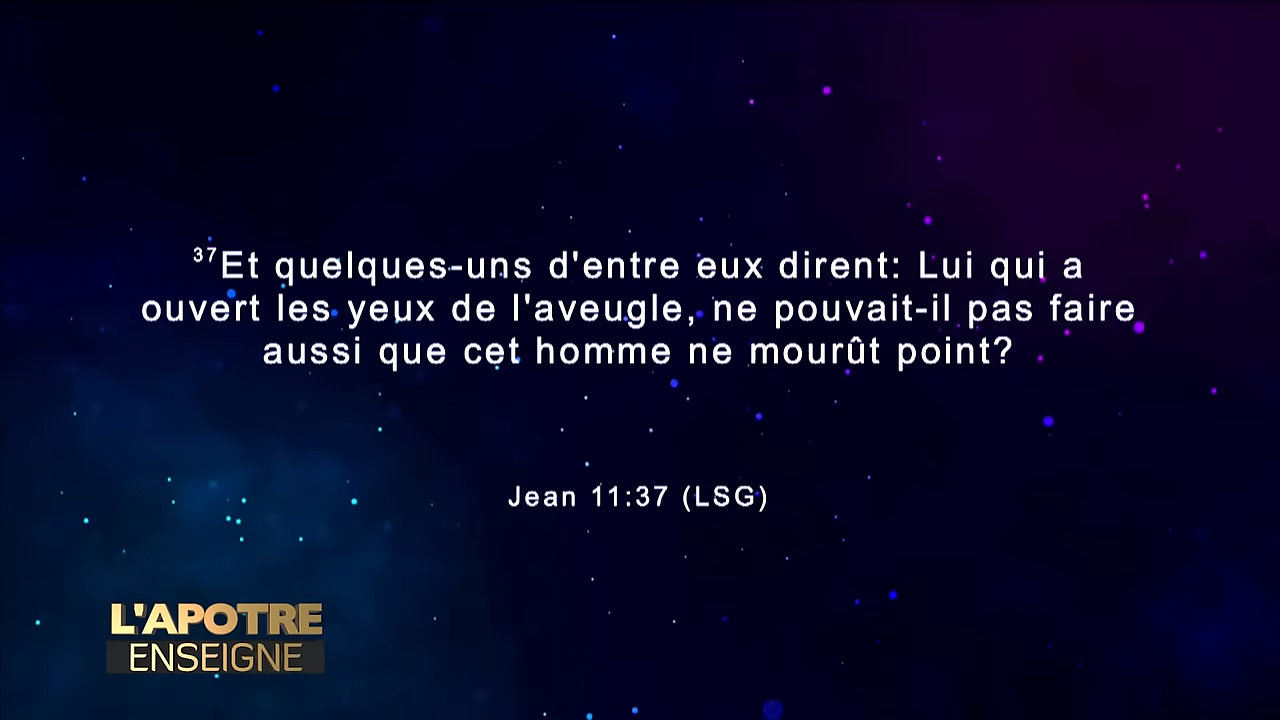 ³⁷Et quelques-uns d'entre eux dirent: Lui qui a
ouvert les yeux de l'aveugle, ne pouvait-il pas faire
aussi que cet homme ne mourût point?
Jean 11:37 (LSG)
L'APOTRE
ENSEIGNE